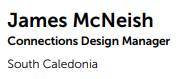 James McNeish
Connections Design Manager
South Caledonia